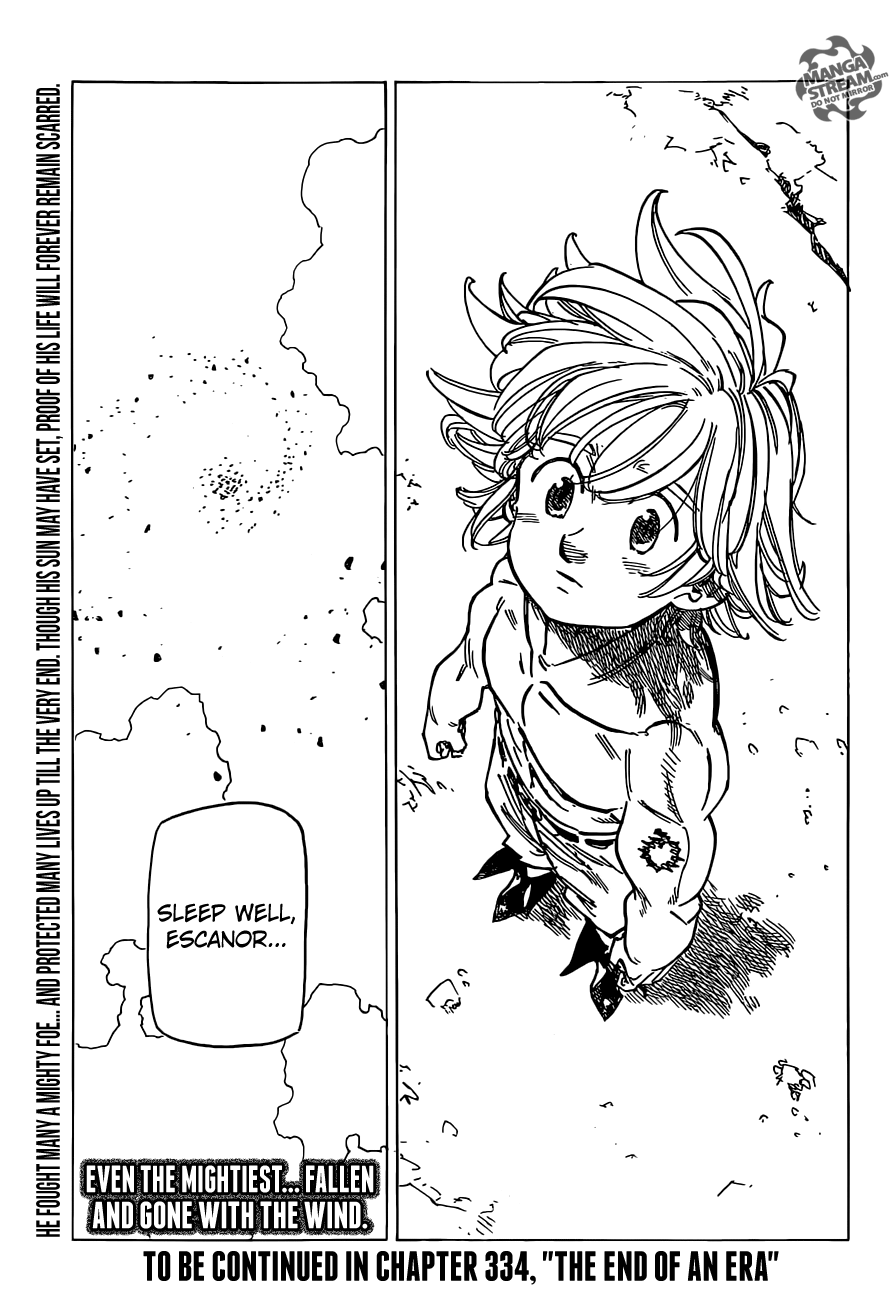 MANGA
STREAM.com
DO NOT MIRROR
HE FOUGHT MANY A MIGHTY FOE... AND PROTECTED MANY LIVES UP TILL THE VERY END. THOUGH HIS SUN MAY HAVE SET, PROOF OF HIS LIFE WILL FOREVER REMAIN SCARRED.
SLEEP WELL,
ESCANOR...
EVEN THE MIGHTIEST... FALLEN
AND GONE WITH THE WIND.
TO BE CONTINUED IN CHAPTER 334, "THE END OF AN ERA"